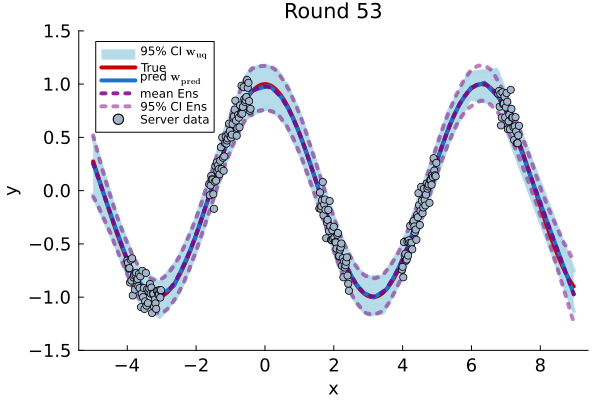 Round 53
1.5
95% CI w_uq
True
pred w_pred
mean Ens
95% CI Ens
Server data
1.0
0.5
0.0
−0.5
−1.0
−1.5
y
−4 −2 0 2 4 6 8
x